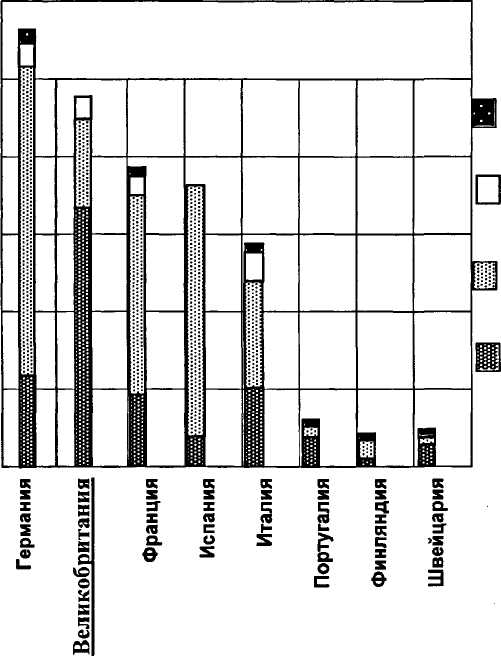 Германия
Великобритания
Франция
Испания
Италия
Португалия
Финляндия
Швейцария